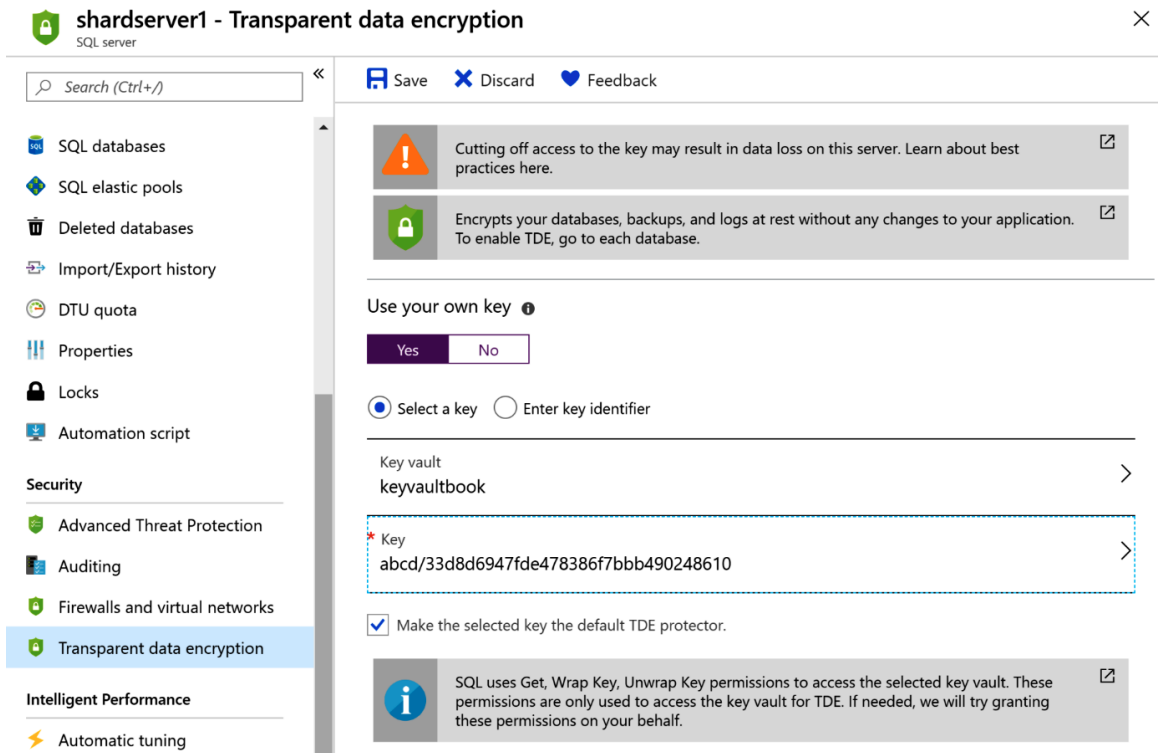 shardserver1 - Transparent data encryption
SQL server
Search (Ctrl+/)
SQL databases
SQL elastic pools
Deleted databases
Import/Export history
DTU quota
Properties
Locks
Automation script
Security
Advanced Threat Protection
Auditing
Firewalls and virtual networks
Transparent data encryption
Intelligent Performance
Automatic tuning
Save Discard Feedback
Cutting off access to the key may result in data loss on this server. Learn about best
practices here.
Encrypts your databases, backups, and logs at rest without any changes to your application.
To enable TDE, go to each database.
Use your own key
Yes No
Select a key Enter key identifier
Key vault
keyvaultbook
* Key
abcd/33d8d6947fde478386f7bbb490248610
Make the selected key the default TDE protector.
SQL uses Get, Wrap Key, Unwrap Key permissions to access the selected key vault. These
permissions are only used to access the key vault for TDE. If needed, we will try granting
these permissions on your behalf.